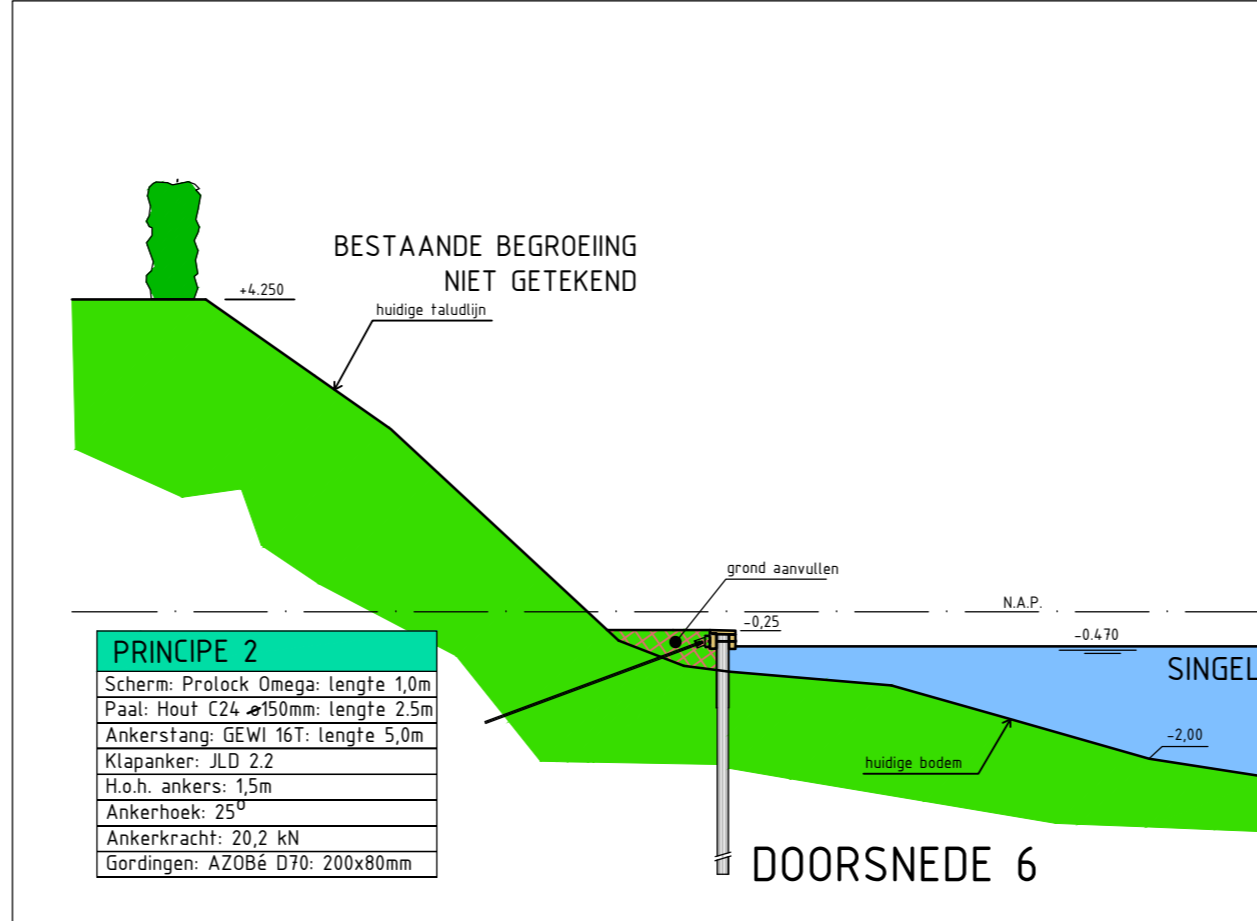 BESTAANDE BEGROEIING
NIET GETEKEND
+4.250
huidige taludlijn
grond aanvullen
N.A.P.
-0,25
-0.470
SINGEL
-2,00
huidige bodem
PRINCIPE 2
Scherm: Prolock Omega: lengte 1,0m
Paal: Hout C24 ø150mm: lengte 2.5m
Ankerstang: GEWI 16T: lengte 5,0m
Klapanker: JLD 2.2
H.o.h. ankers: 1,5m
Ankerhoek: 25°
Ankerkracht: 20,2 kN
Gordingen: AZOBé D70: 200x80mm
DOORSNEDE 6